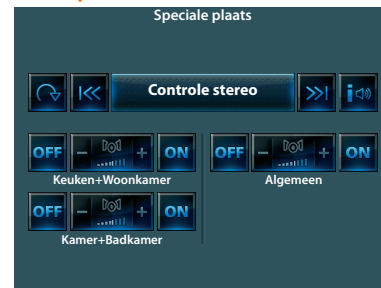 Speciale plaats
Controle stereo
OFF - + ON OFF - + ON
Keuken+Woonkamer Algemeen
OFF - + ON
Kamer+Badkamer